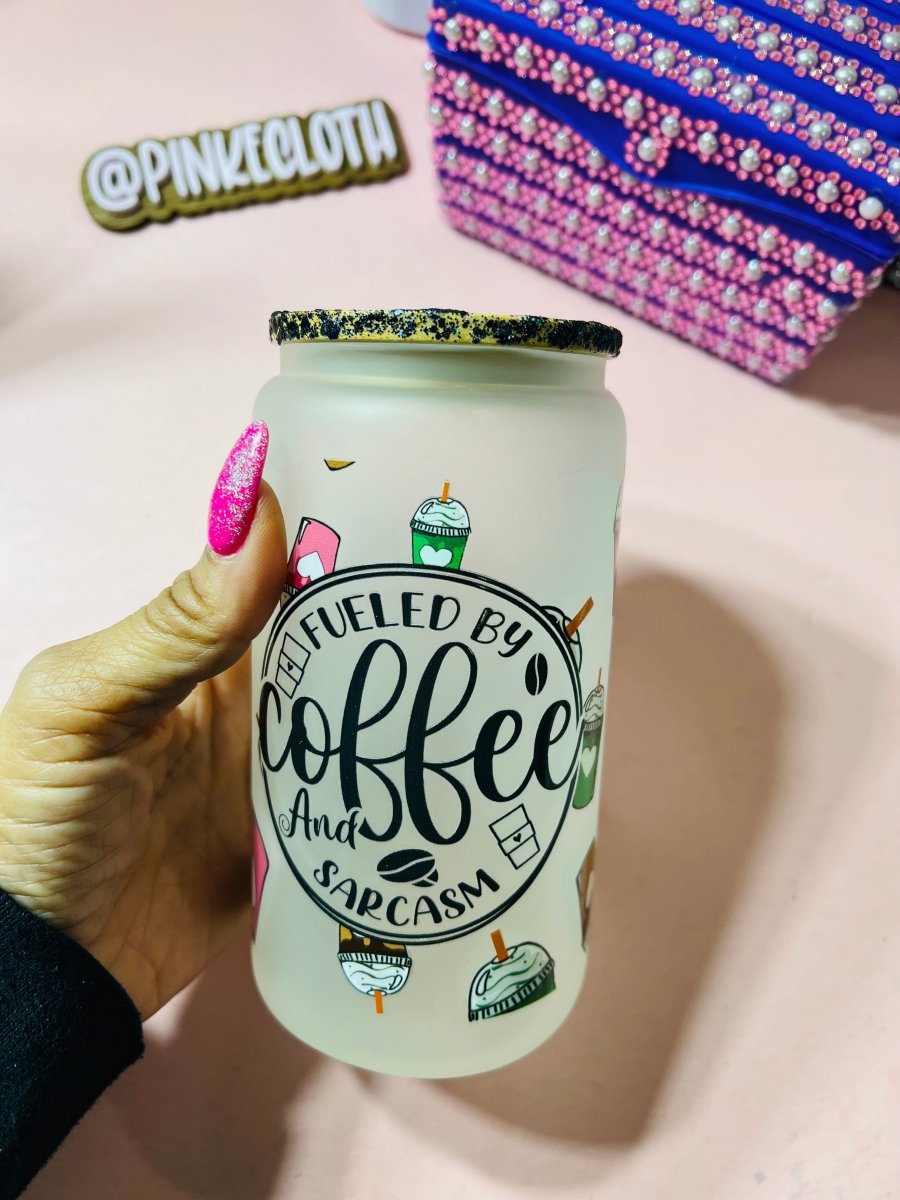 @PINKECLOTH
FUELED By
Coffee
And
SARCASM